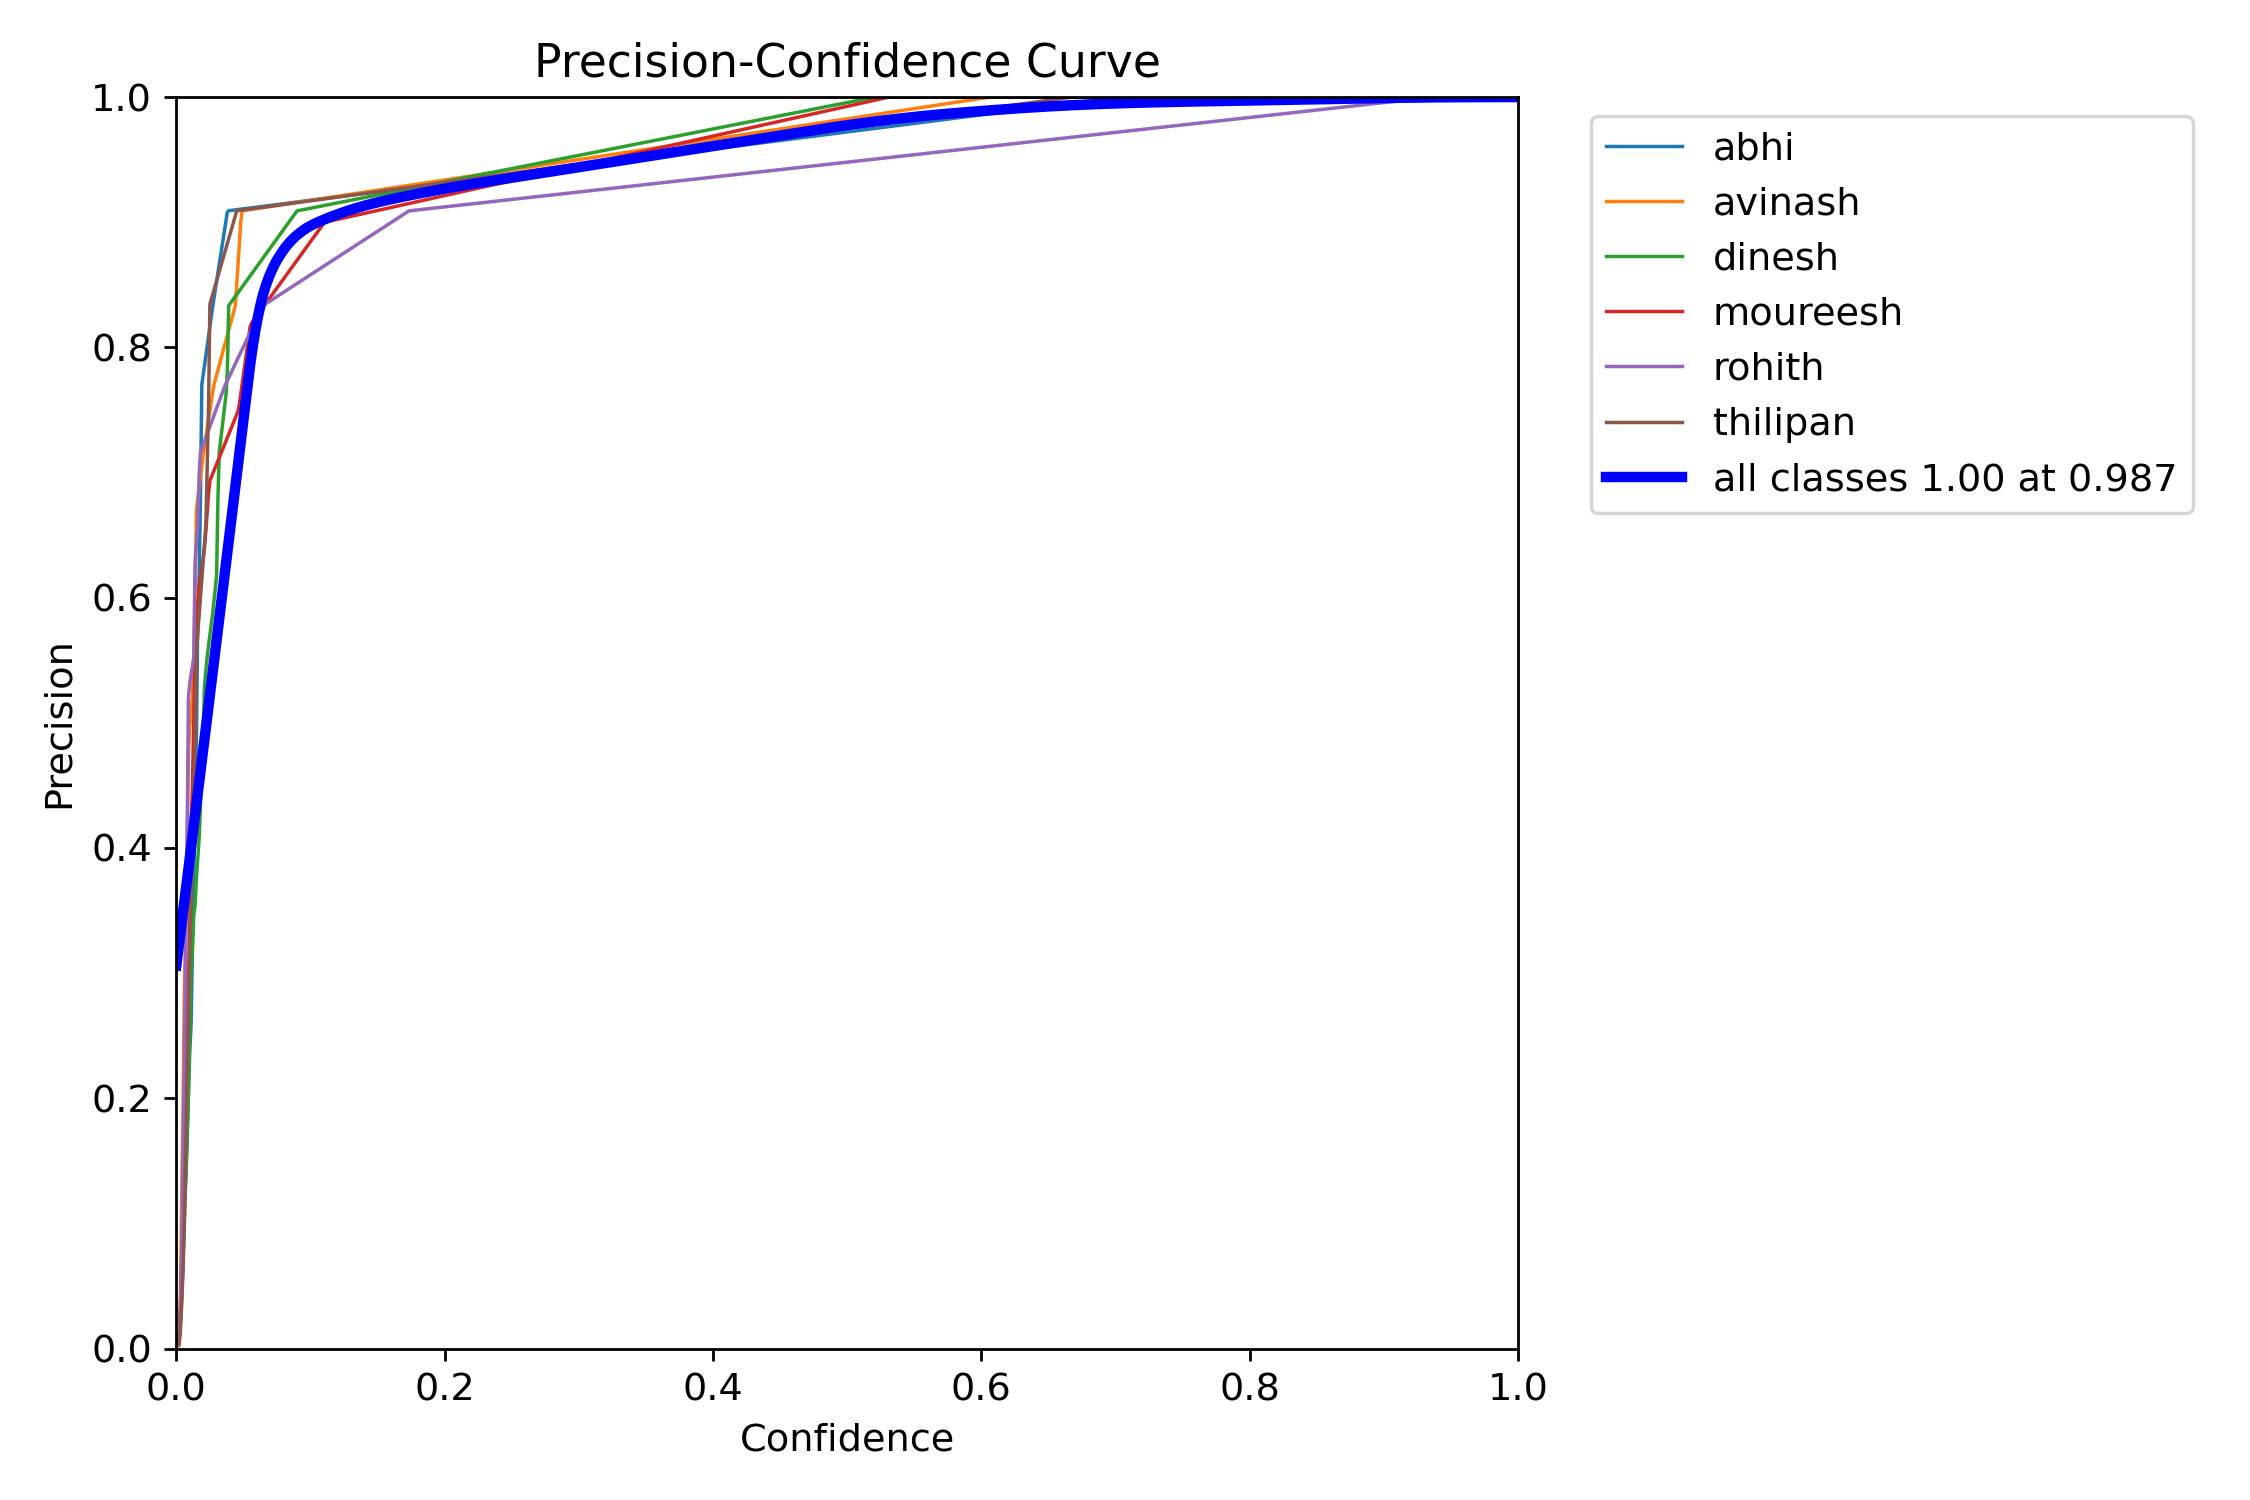 Precision-Confidence Curve
1.0
0.8
0.6
0.4
0.2
0.0
Precision
0.0 0.2 0.4 0.6 0.8 1.0
Confidence
abhi
avinash
dinesh
moureesh
rohith
thilipan
all classes 1.00 at 0.987